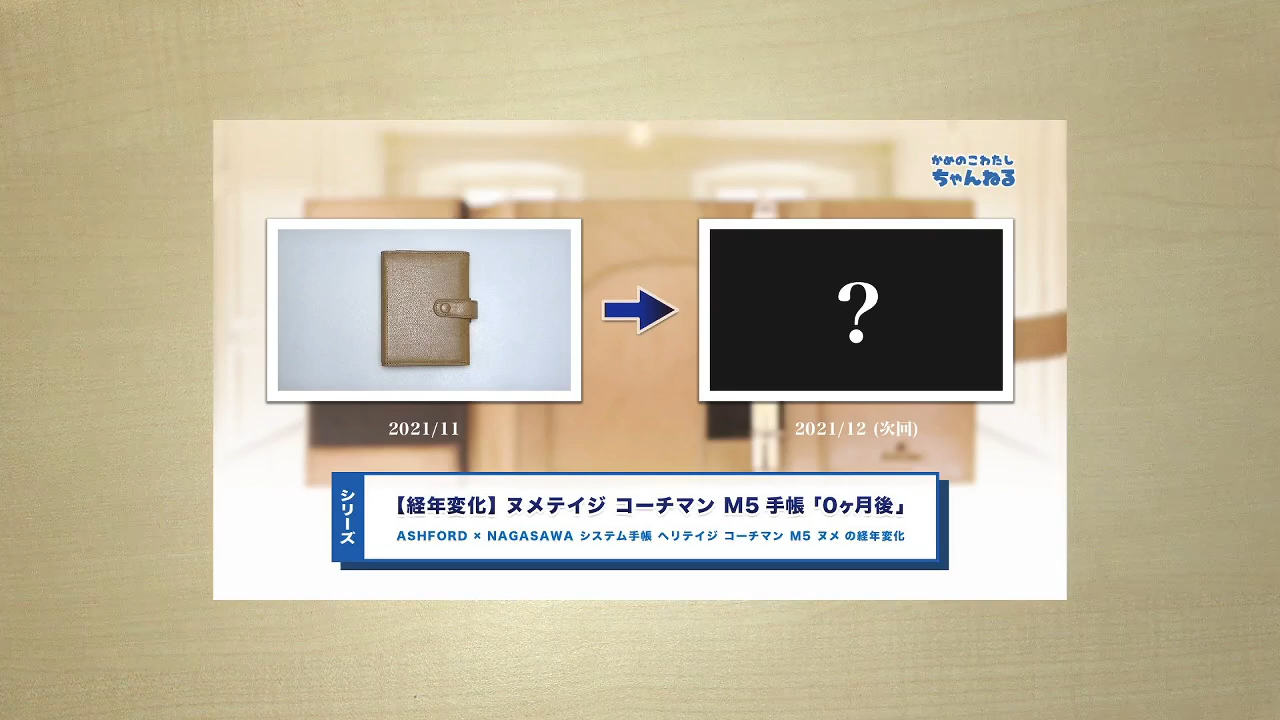 かめのこわたし
ちゃんねる
?
2021/11
2021/12 (次回)
シリーズ
【経年変化】ヌメテイジ コーチマン M5 手帳「0ヶ月後」
ASHFORD × NAGASAWA システム手帳 ヘリテイジ コーチマン M5 ヌメ の経年変化